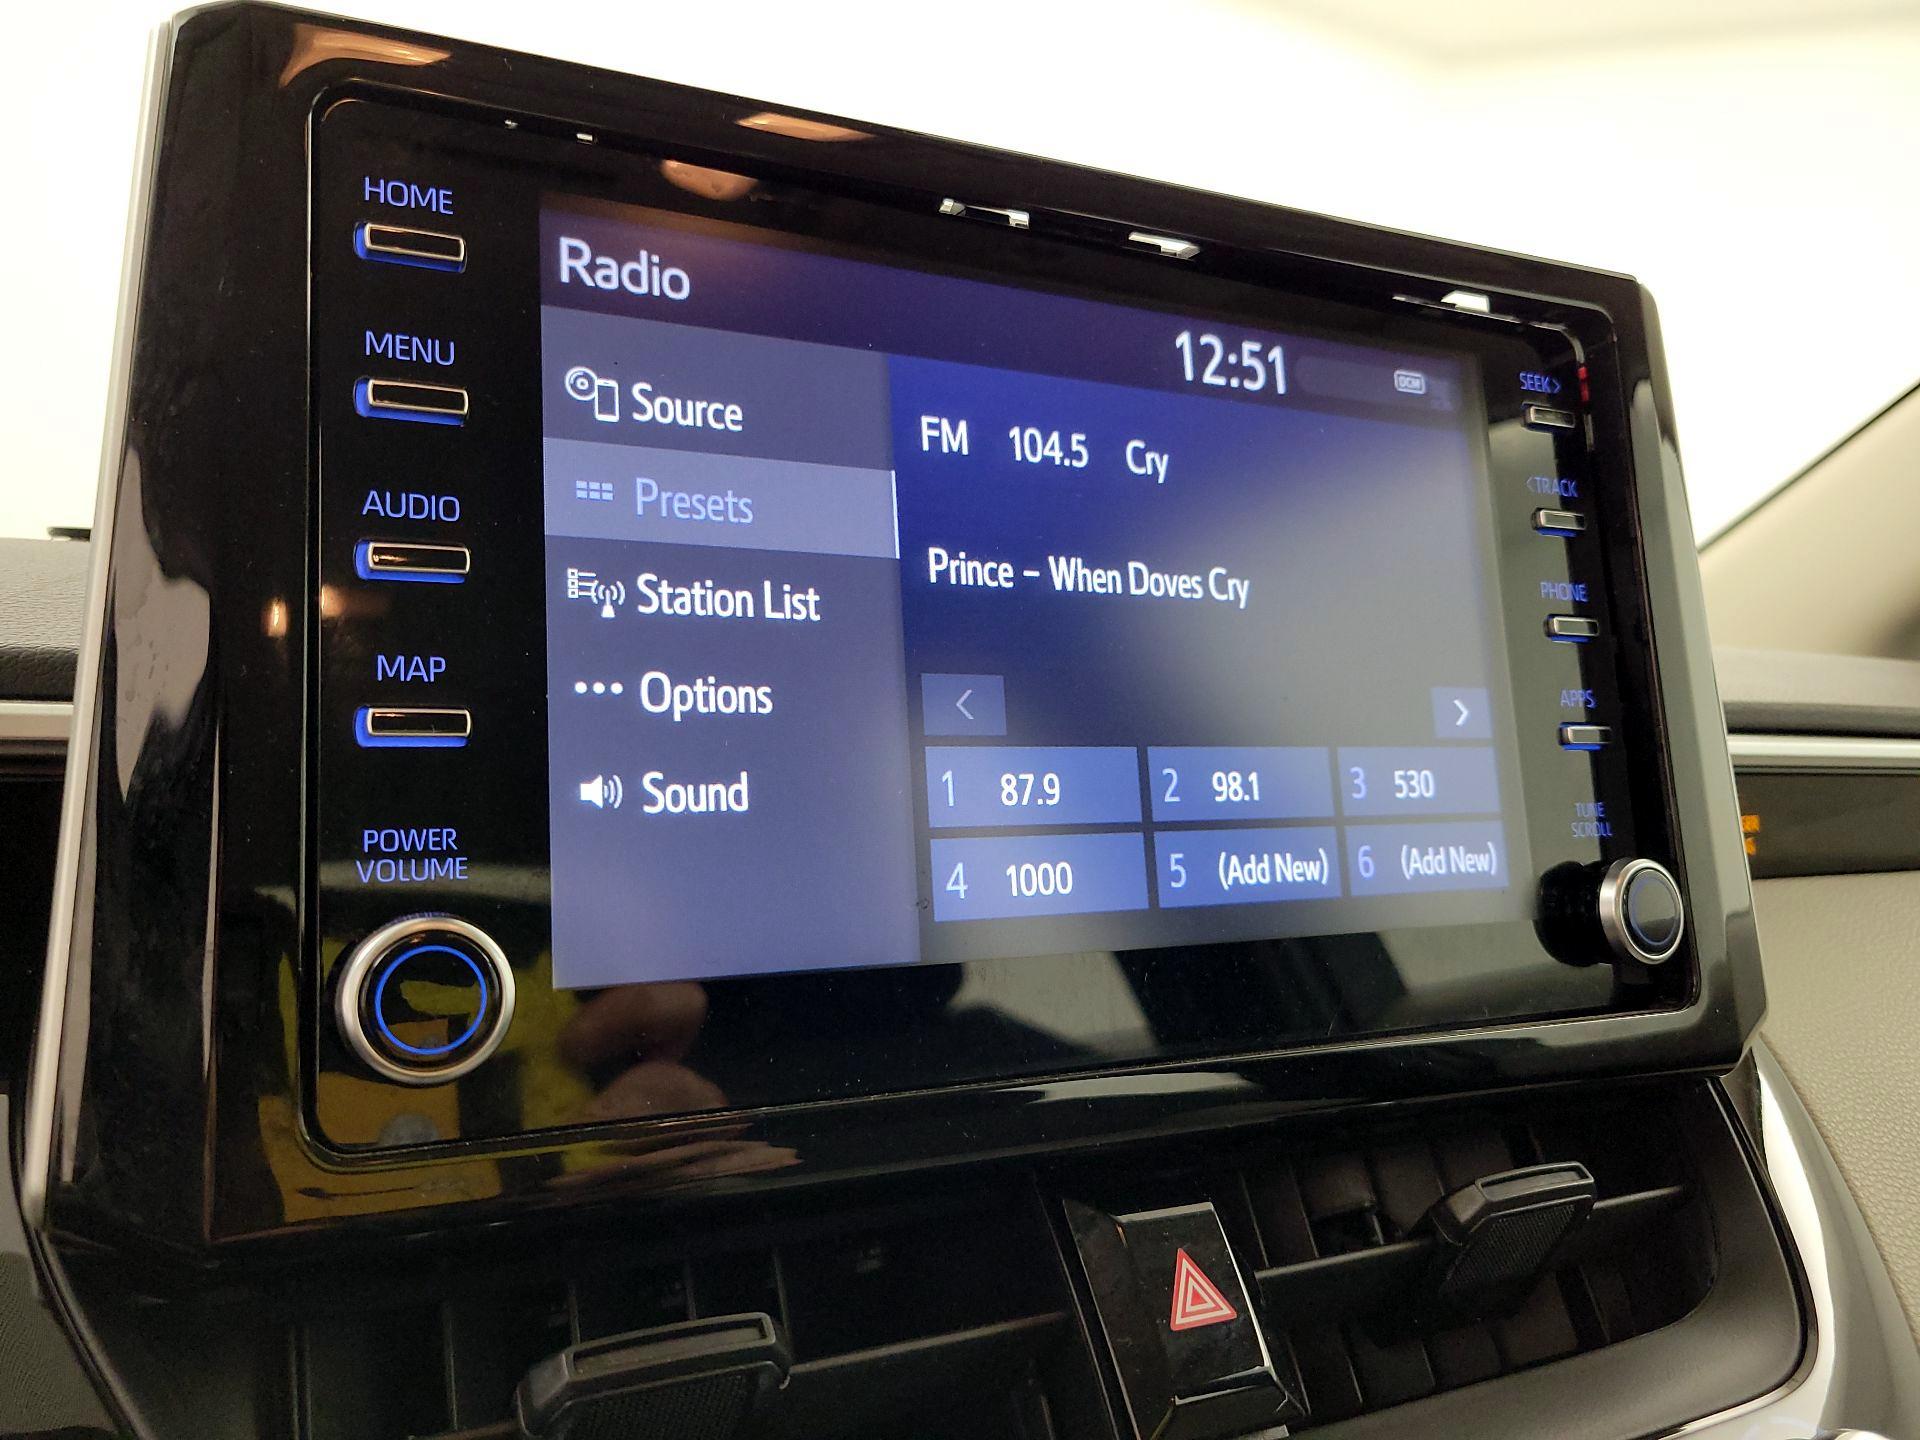 HOME
MENU
AUDIO
MAP
POWER
VOLUME
Radio
12:51
DCM
Source
Presets
Station List
Options
Sound
FM 104.5 Cry
Prince - When Doves Cry
<
>
1 87.9
2 98.1
3 530
4 1000
5 (Add New)
6 (Add New)
SEEK>
<TRACK
PHONE
APPS
TUNE
SCROLL